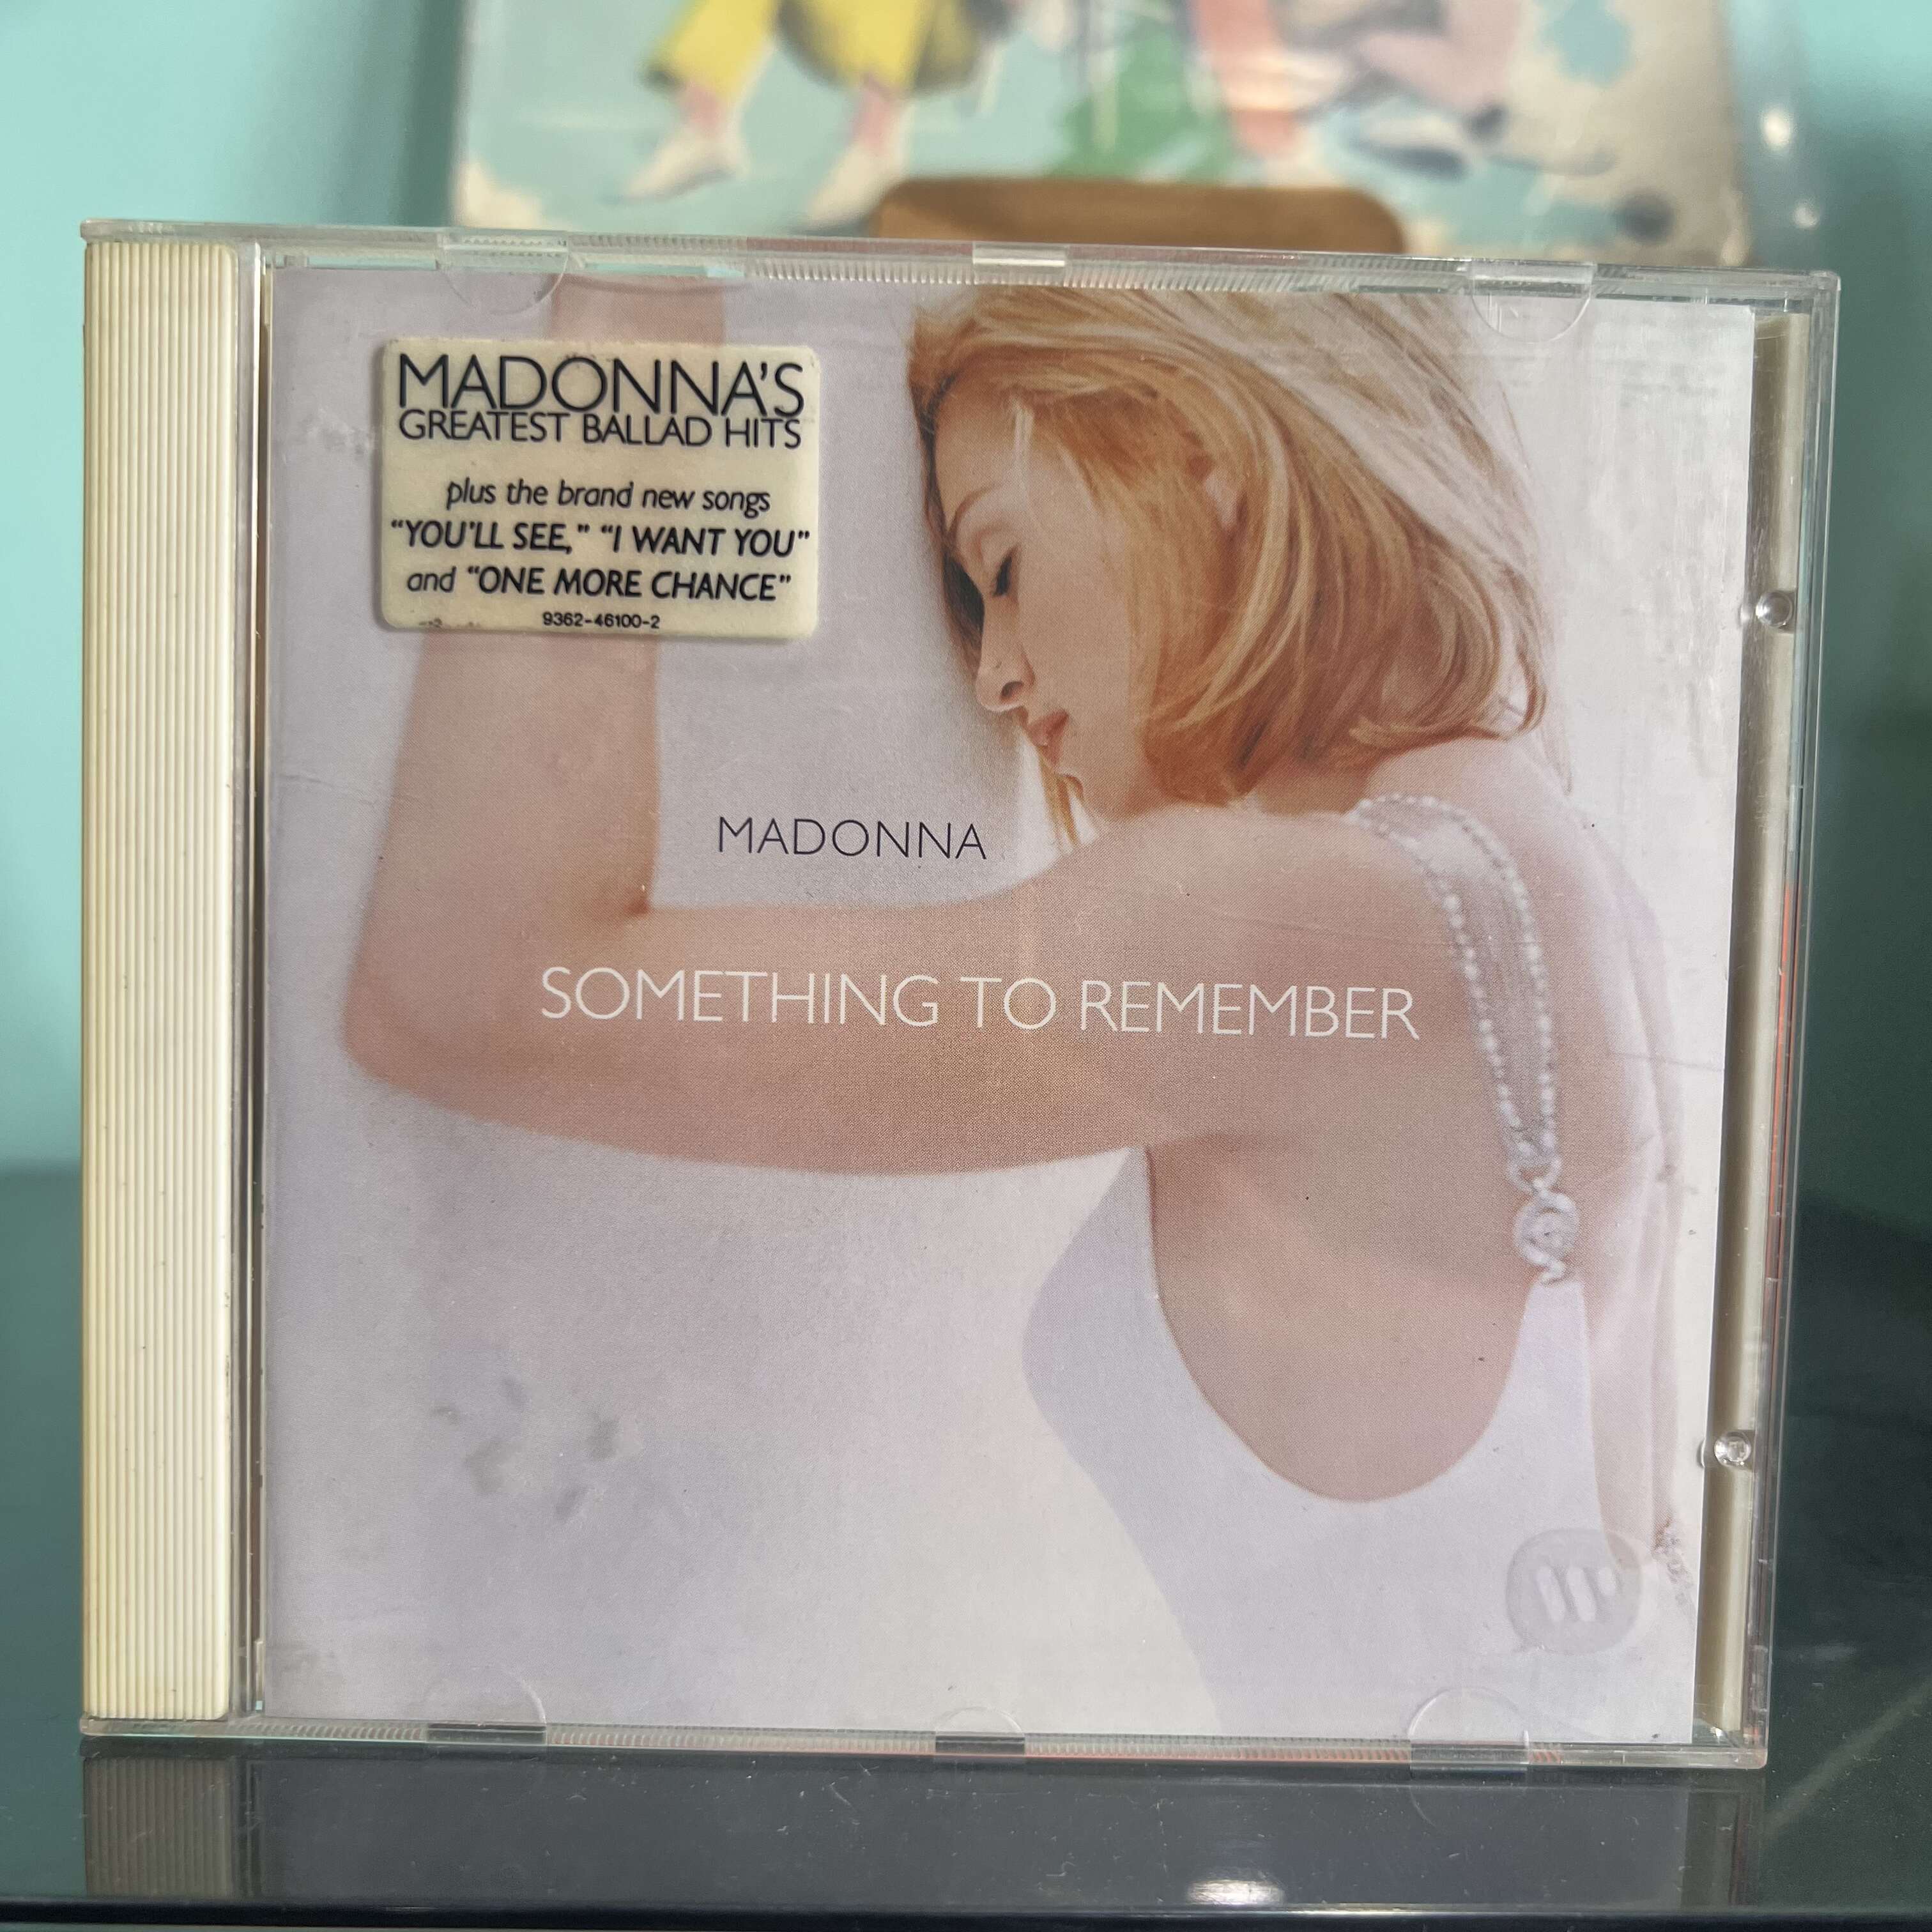 MADONNA'S
GREATEST BALLAD HITS
plus the brand new songs
“YOU'LL SEE,” “I WANT YOU”
and “ONE MORE CHANCE”
9362-46100-2
MADONNA
SOMETHING TO REMEMBER